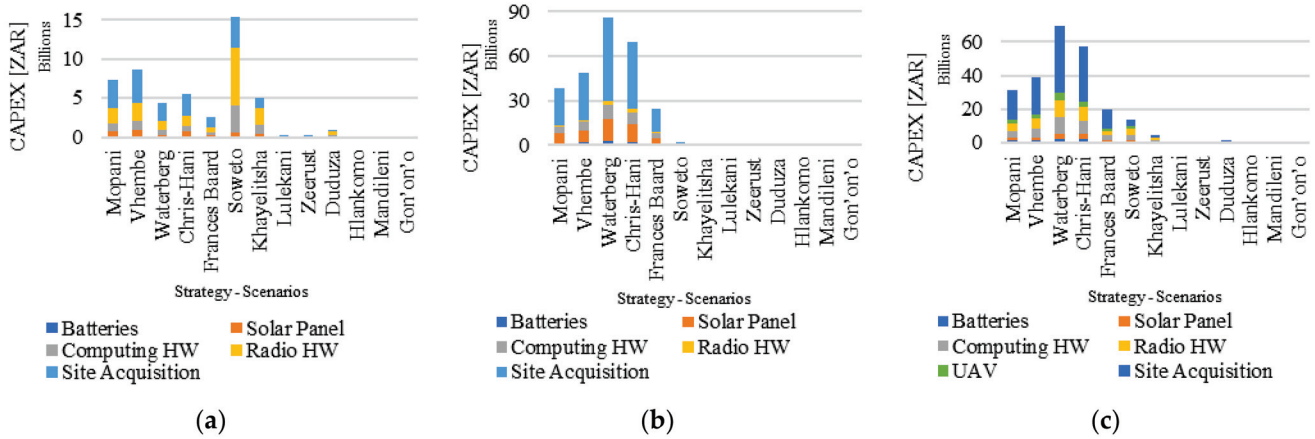 CAPEX [ZAR]
Billions
15
10
5
0
Mopani
Vhembe
Waterberg
Chris-Hani
Frances Baard
Soweto
Khayelitsha
Lulekani
Zeerust
Duduza
Hlankomo
Mandileni
Gon'on'o
Strategy - Scenarios
Batteries
Solar Panel
Computing HW
Radio HW
Site Acquisition
(a)
CAPEX [ZAR]
Billions
90
60
30
0
Mopani
Vhembe
Waterberg
Chris-Hani
Frances Baard
Soweto
Khayelitsha
Lulekani
Zeerust
Duduza
Hlankomo
Mandileni
Gon'on'o
Strategy - Scenarios
Batteries
Solar Panel
Computing HW
Radio HW
Site Acquisition
(b)
CAPEX [ZAR]
Billions
60
40
20
0
Mopani
Vhembe
Waterberg
Chris-Hani
Frances Baard
Soweto
Khayelitsha
Lulekani
Zeerust
Duduza
Hlankomo
Mandileni
Gon'on'o
Strategy - Scenarios
Batteries
Solar Panel
Computing HW
Radio HW
UAV
Site Acquisition
(c)